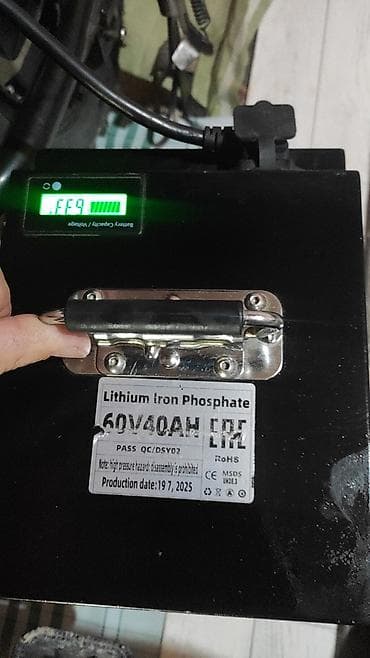 Battery Capacity / Voltage
Lithium Iron Phosphate
60V40AH EAC
PASS QC/DSY02
RoHS
Note: high pressure hazard: disassembly is prohibited
CE MSDS
UN38.3
Production date:19 7, 2025